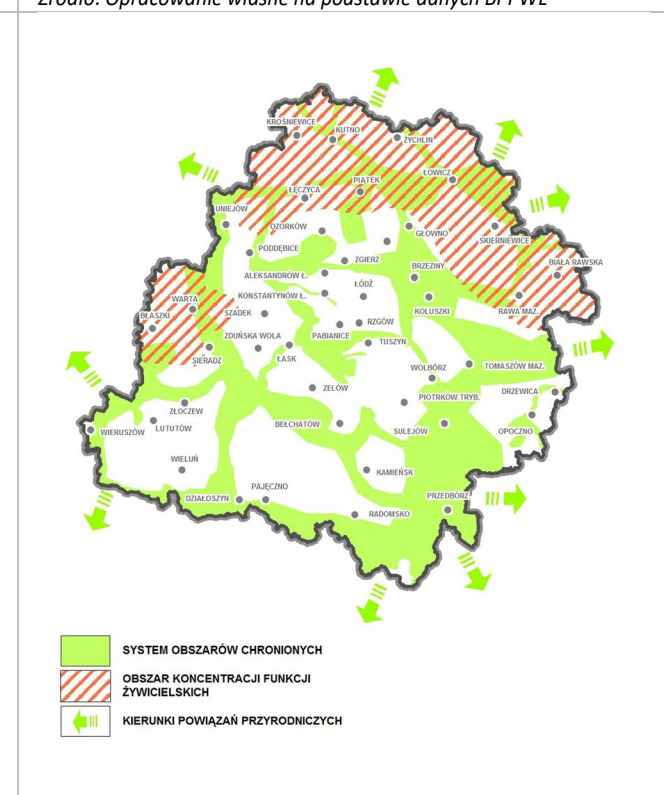 Źródło: Opracowanie własne na podstawie danych BPPWŁ
KROŚNIEWICE
KUTNO
ŻYCHLIN
ŁOWICZ
PIĄTEK
ŁĘCZYCA
UNIEJÓW
OZORKÓW
GŁOWNO
SKIERNIEWICE
PODDĘBICE
ZGIERZ
BIAŁA RAWSKA
BRZEZINY
ALEKSANDRÓW Ł.
ŁÓDŹ
WARTA
KONSTANTYNÓW Ł.
KOLUSZKI
RAWA MAZ.
BŁASZKI
SZADEK
RZGÓW
ZDUŃSKA WOLA
PABIANICE
TUSZYN
SIERADZ
ŁASK
WOLBÓRZ
TOMASZÓW MAZ.
ZELÓW
DRZEWICA
PIOTRKÓW TRYB.
ZŁOCZEW
LUTUTÓW
WIERUSZÓW
BEŁCHATÓW
SULEJÓW
OPOCZNO
WIELUŃ
KAMIEŃSK
PAJĘCZNO
DZIAŁOSZYN
PRZEDBÓRZ
RADOMSKO
SYSTEM OBSZARÓW CHRONIONYCH
OBSZAR KONCENTRACJI FUNKCJI
ŻYWICIELSKICH
KIERUNKI POWIĄZAŃ PRZYRODNICZYCH